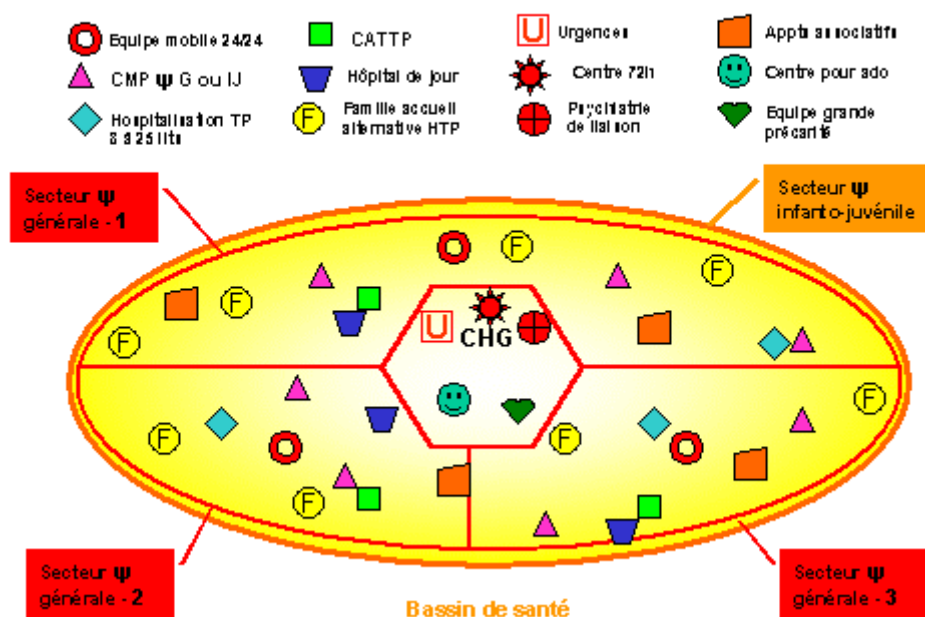 Equipe mobile 24/24
CATTP
U
Urgences
Appts associatifs
CMP Ψ G ou IJ
Hôpital de jour
Centre 72h
Centre pour ado
Hospitalisation TP
8 à 25 lits
F
Famille accueil
alternative HTP
Psychiatrie
de liaison
Equipe grande
précarité
Secteur Ψ
générale - 1
Secteur Ψ
infanto-juvénile
F
F
F
F
U
CHG
F
F
F
F
F
Secteur Ψ
générale - 2
Secteur Ψ
générale - 3
Bassin de santé